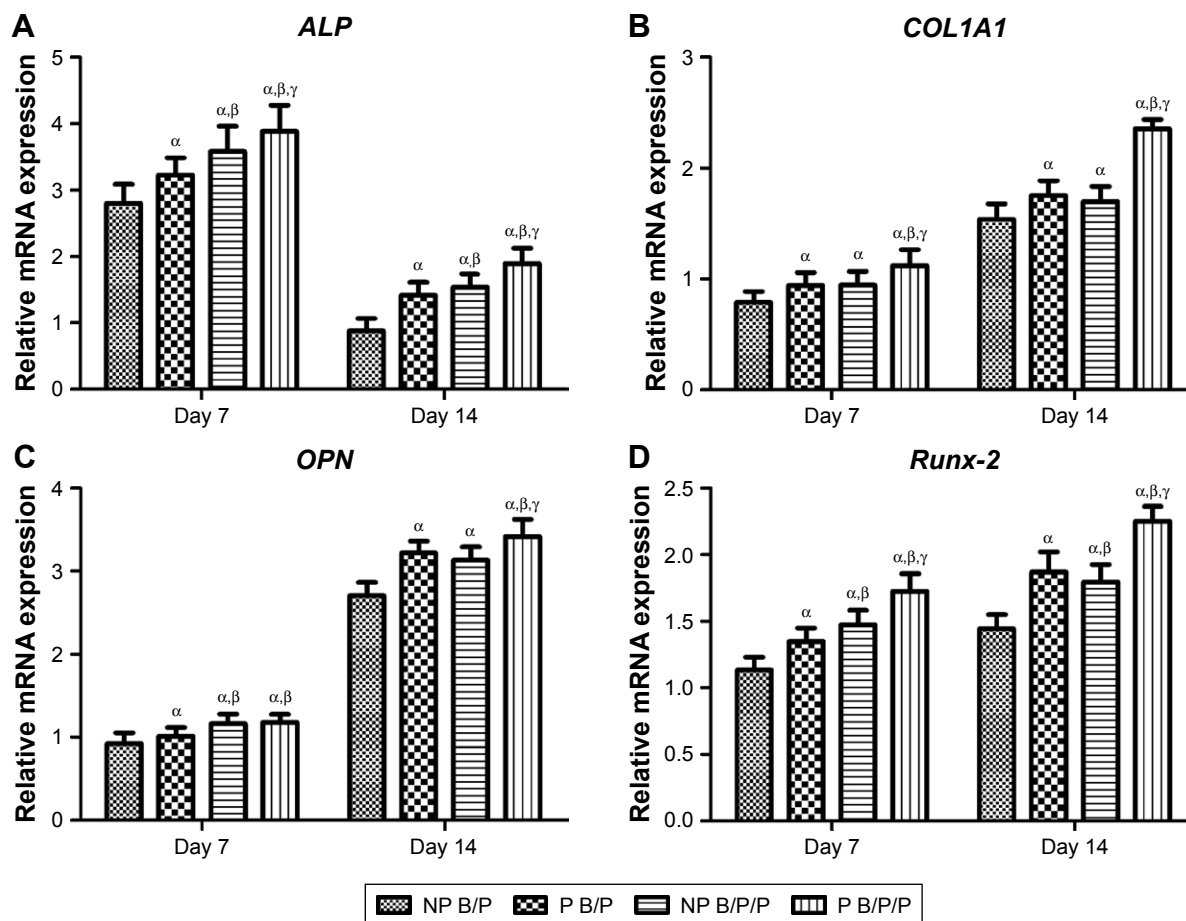 A
ALP
Relative mRNA expression
5
4
3
2
1
0
α
α,β
α,β,γ
α
α,β
α,β,γ
Day 7
Day 14
B
COL1A1
Relative mRNA expression
3
2
1
0
α
α
α,β,γ
α
α
α,β,γ
Day 7
Day 14
C
OPN
Relative mRNA expression
4
3
2
1
0
α
α,β
α,β
α
α
α,β,γ
Day 7
Day 14
D
Runx-2
Relative mRNA expression
2.5
2.0
1.5
1.0
0.5
0.0
α
α,β
α,β,γ
α
α,β
α,β,γ
Day 7
Day 14
NP B/P P B/P NP B/P/P P B/P/P